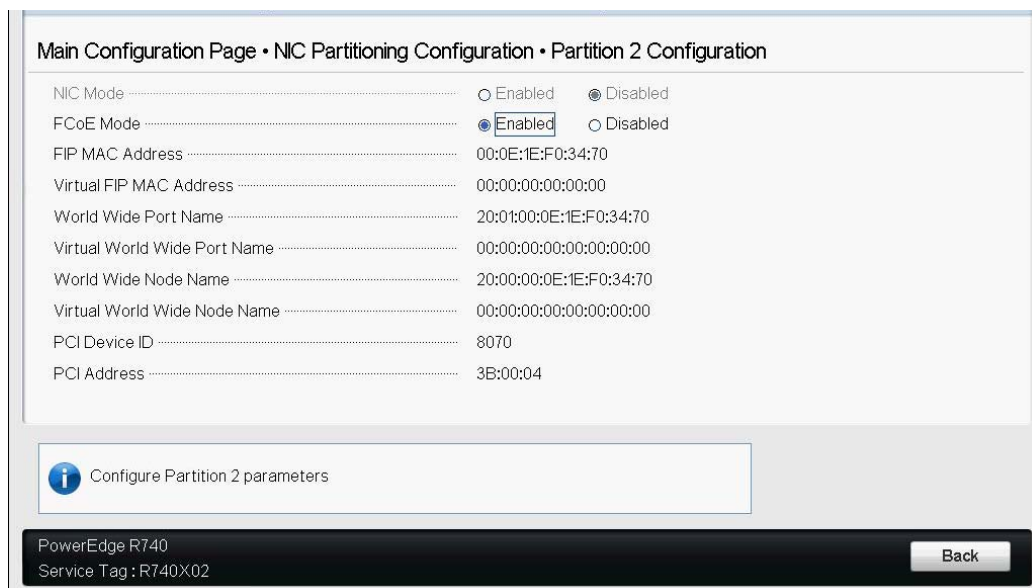 Main Configuration Page • NIC Partitioning Configuration • Partition 2 Configuration
NIC Mode Enabled Disabled
FCoE Mode Enabled Disabled
FIP MAC Address 00:0E:1E:F0:34:70
Virtual FIP MAC Address 00:00:00:00:00:00
World Wide Port Name 20:01:00:0E:1E:F0:34:70
Virtual World Wide Port Name 00:00:00:00:00:00:00:00
World Wide Node Name 20:00:00:0E:1E:F0:34:70
Virtual World Wide Node Name 00:00:00:00:00:00:00:00
PCI Device ID 8070
PCI Address 3B:00:04
Configure Partition 2 parameters
PowerEdge R740
Service Tag : R740X02
Back